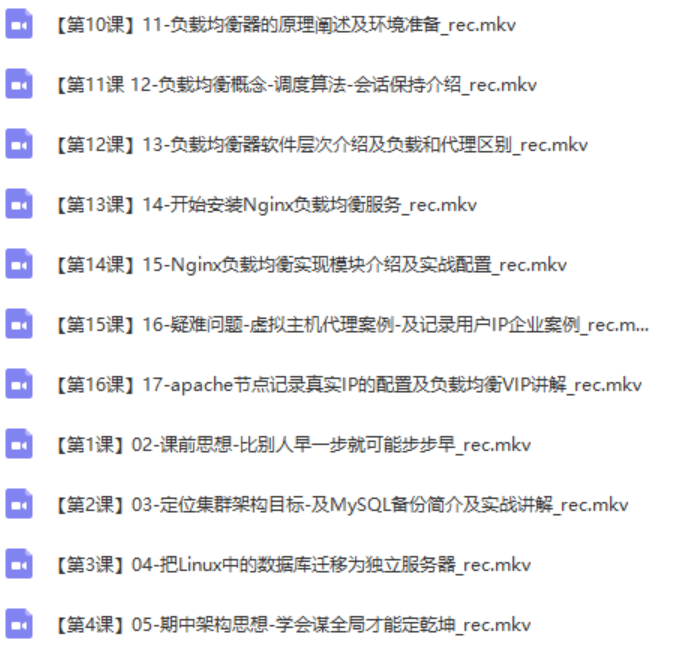 【第10课】11-负载均衡器的原理阐述及环境准备_rec.mkv
【第11课 12-负载均衡概念-调度算法-会话保持介绍_rec.mkv
【第12课】13-负载均衡器软件层次介绍及负载和代理区别_rec.mkv
【第13课】14-开始安装Nginx负载均衡服务_rec.mkv
【第14课】15-Nginx负载均衡实现模块介绍及实战配置_rec.mkv
【第15课】16-疑难问题-虚拟主机代理案例-及记录用户IP企业案例_rec.m...
【第16课】17-apache节点记录真实IP的配置及负载均衡VIP讲解_rec.mkv
【第1课】02-课前思想-比别人早一步就可能步步早_rec.mkv
【第2课】03-定位集群架构目标-及MySQL备份简介及实战讲解_rec.mkv
【第3课】04-把Linux中的数据库迁移为独立服务器_rec.mkv
【第4课】05-期中架构思想-学会谋全局才能定乾坤_rec.mkv